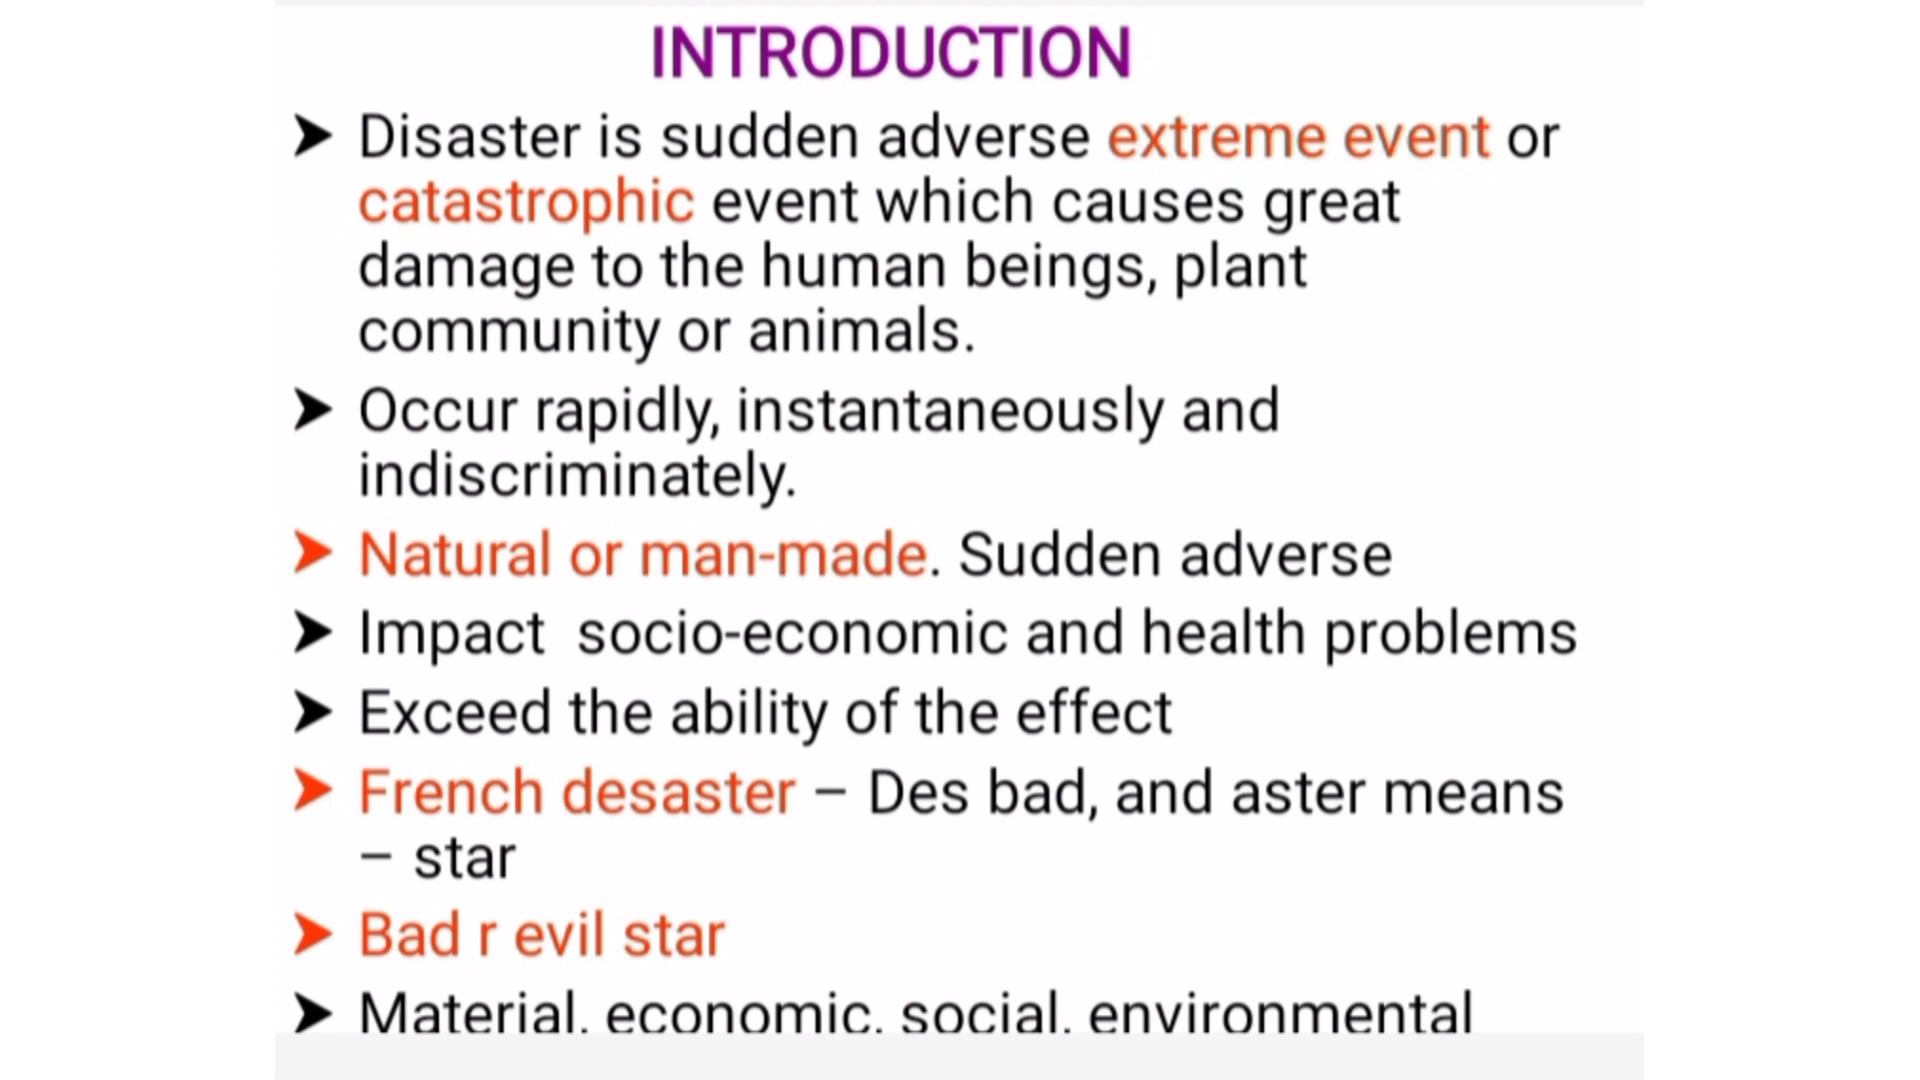 INTRODUCTION
➤ Disaster is sudden adverse extreme event or
catastrophic event which causes great
damage to the human beings, plant
community or animals.
➤ Occur rapidly, instantaneously and
indiscriminately.
➤ Natural or man-made. Sudden adverse
➤ Impact  socio-economic and health problems
➤ Exceed the ability of the effect
➤ French desaster – Des bad, and aster means
– star
➤ Bad r evil star
➤ Material, economic, social, environmental